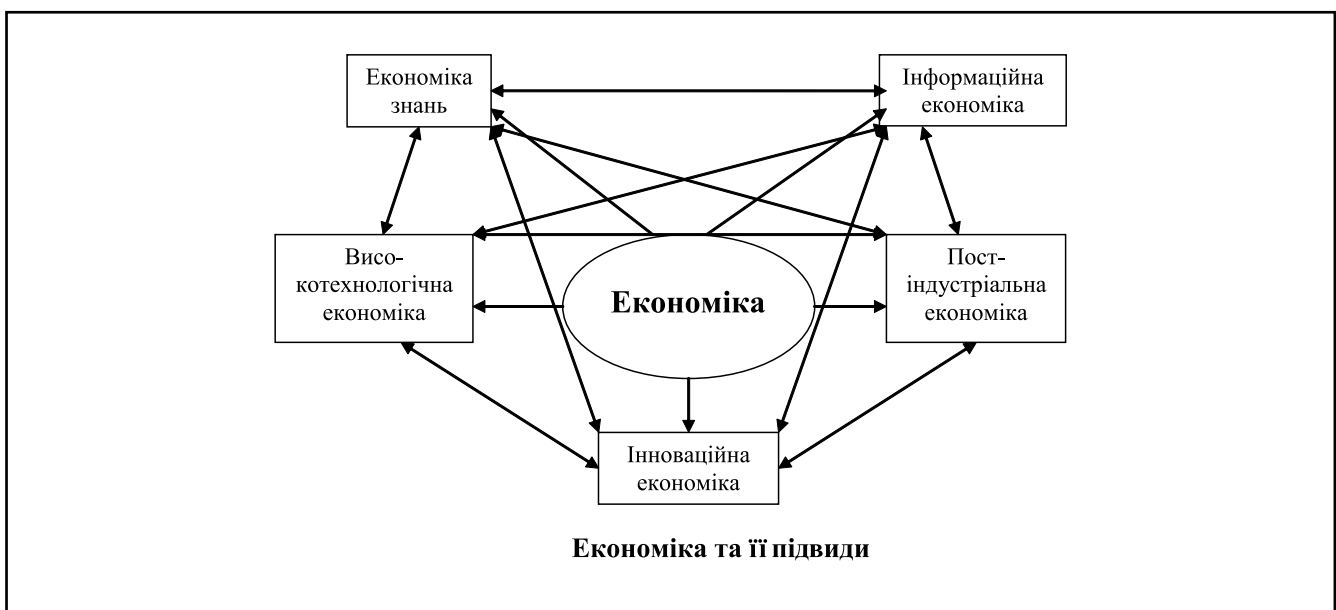 Економіка
знань
Інформаційна
економіка
Висо-
котехнологічна
економіка
Економіка
Пост-
індустріальна
економіка
Інноваційна
економіка
Економіка та її підвиди